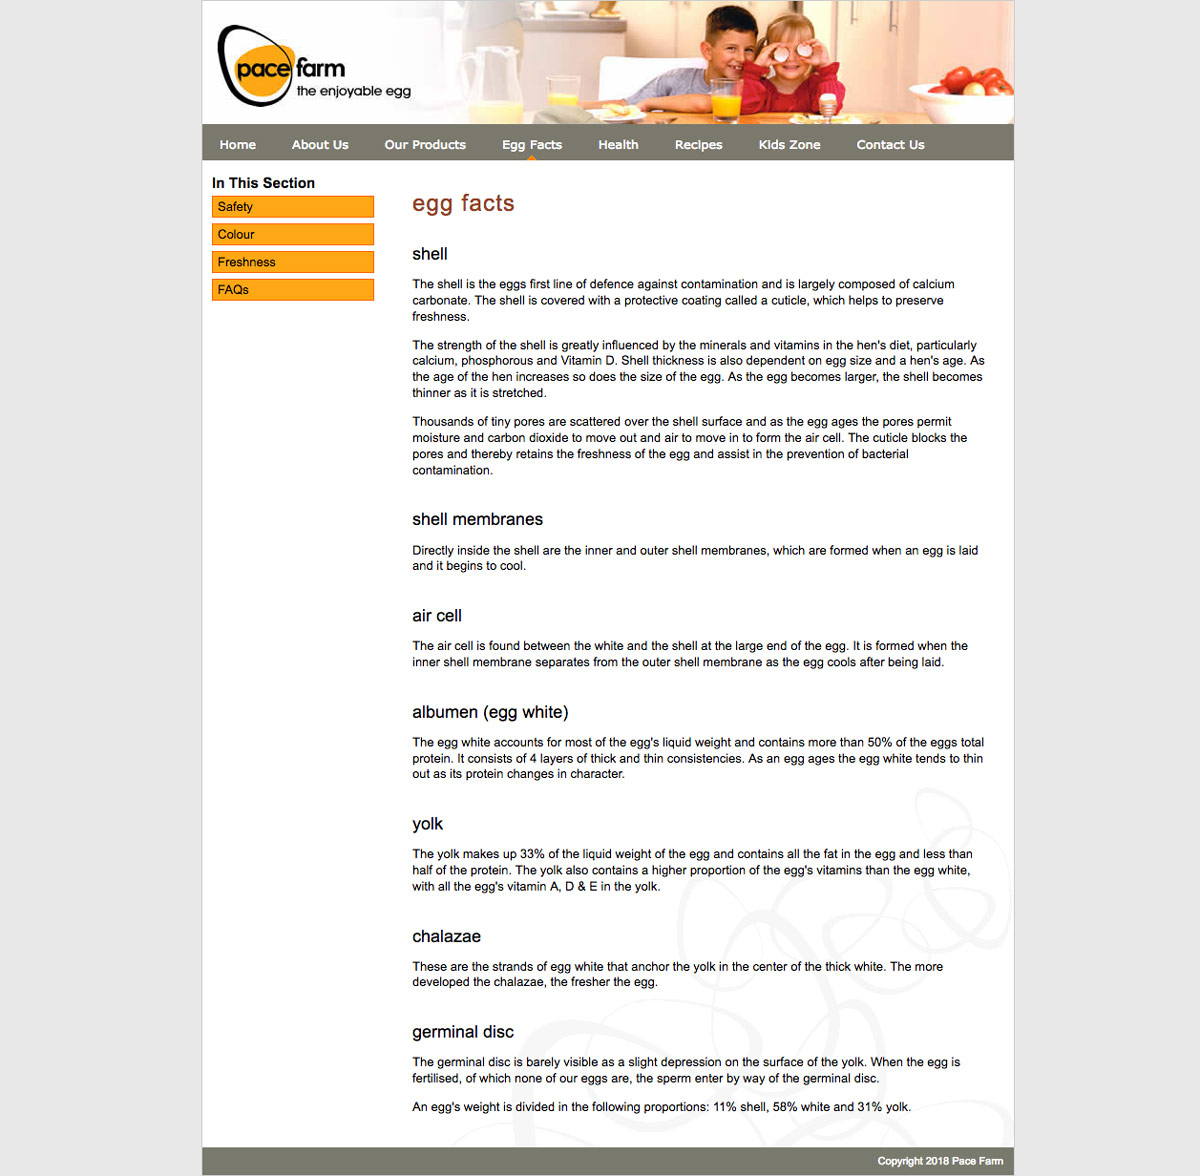 pace farm
the enjoyable egg
Home About Us Our Products Egg Facts Health Recipes Kids Zone Contact Us
In This Section
Safety
Colour
Freshness
FAQs
egg facts
shell
The shell is the eggs first line of defence against contamination and is largely composed of calcium
carbonate. The shell is covered with a protective coating called a cuticle, which helps to preserve
freshness.
The strength of the shell is greatly influenced by the minerals and vitamins in the hen's diet, particularly
calcium, phosphorous and Vitamin D. Shell thickness is also dependent on egg size and a hen's age. As
the age of the hen increases so does the size of the egg. As the egg becomes larger, the shell becomes
thinner as it is stretched.
Thousands of tiny pores are scattered over the shell surface and as the egg ages the pores permit
moisture and carbon dioxide to move out and air to move in to form the air cell. The cuticle blocks the
pores and thereby retains the freshness of the egg and assist in the prevention of bacterial
contamination.
shell membranes
Directly inside the shell are the inner and outer shell membranes, which are formed when an egg is laid
and it begins to cool.
air cell
The air cell is found between the white and the shell at the large end of the egg. It is formed when the
inner shell membrane separates from the outer shell membrane as the egg cools after being laid.
albumen (egg white)
The egg white accounts for most of the egg's liquid weight and contains more than 50% of the eggs total
protein. It consists of 4 layers of thick and thin consistencies. As an egg ages the egg white tends to thin
out as its protein changes in character.
yolk
The yolk makes up 33% of the liquid weight of the egg and contains all the fat in the egg and less than
half of the protein. The yolk also contains a higher proportion of the egg's vitamins than the egg white,
with all the egg's vitamin A, D & E in the yolk.
chalazae
These are the strands of egg white that anchor the yolk in the center of the thick white. The more
developed the chalazae, the fresher the egg.
germinal disc
The germinal disc is barely visible as a slight depression on the surface of the yolk. When the egg is
fertilised, of which none of our eggs are, the sperm enter by way of the germinal disc.
An egg's weight is divided in the following proportions: 11% shell, 58% white and 31% yolk.
Copyright 2018 Pace Farm